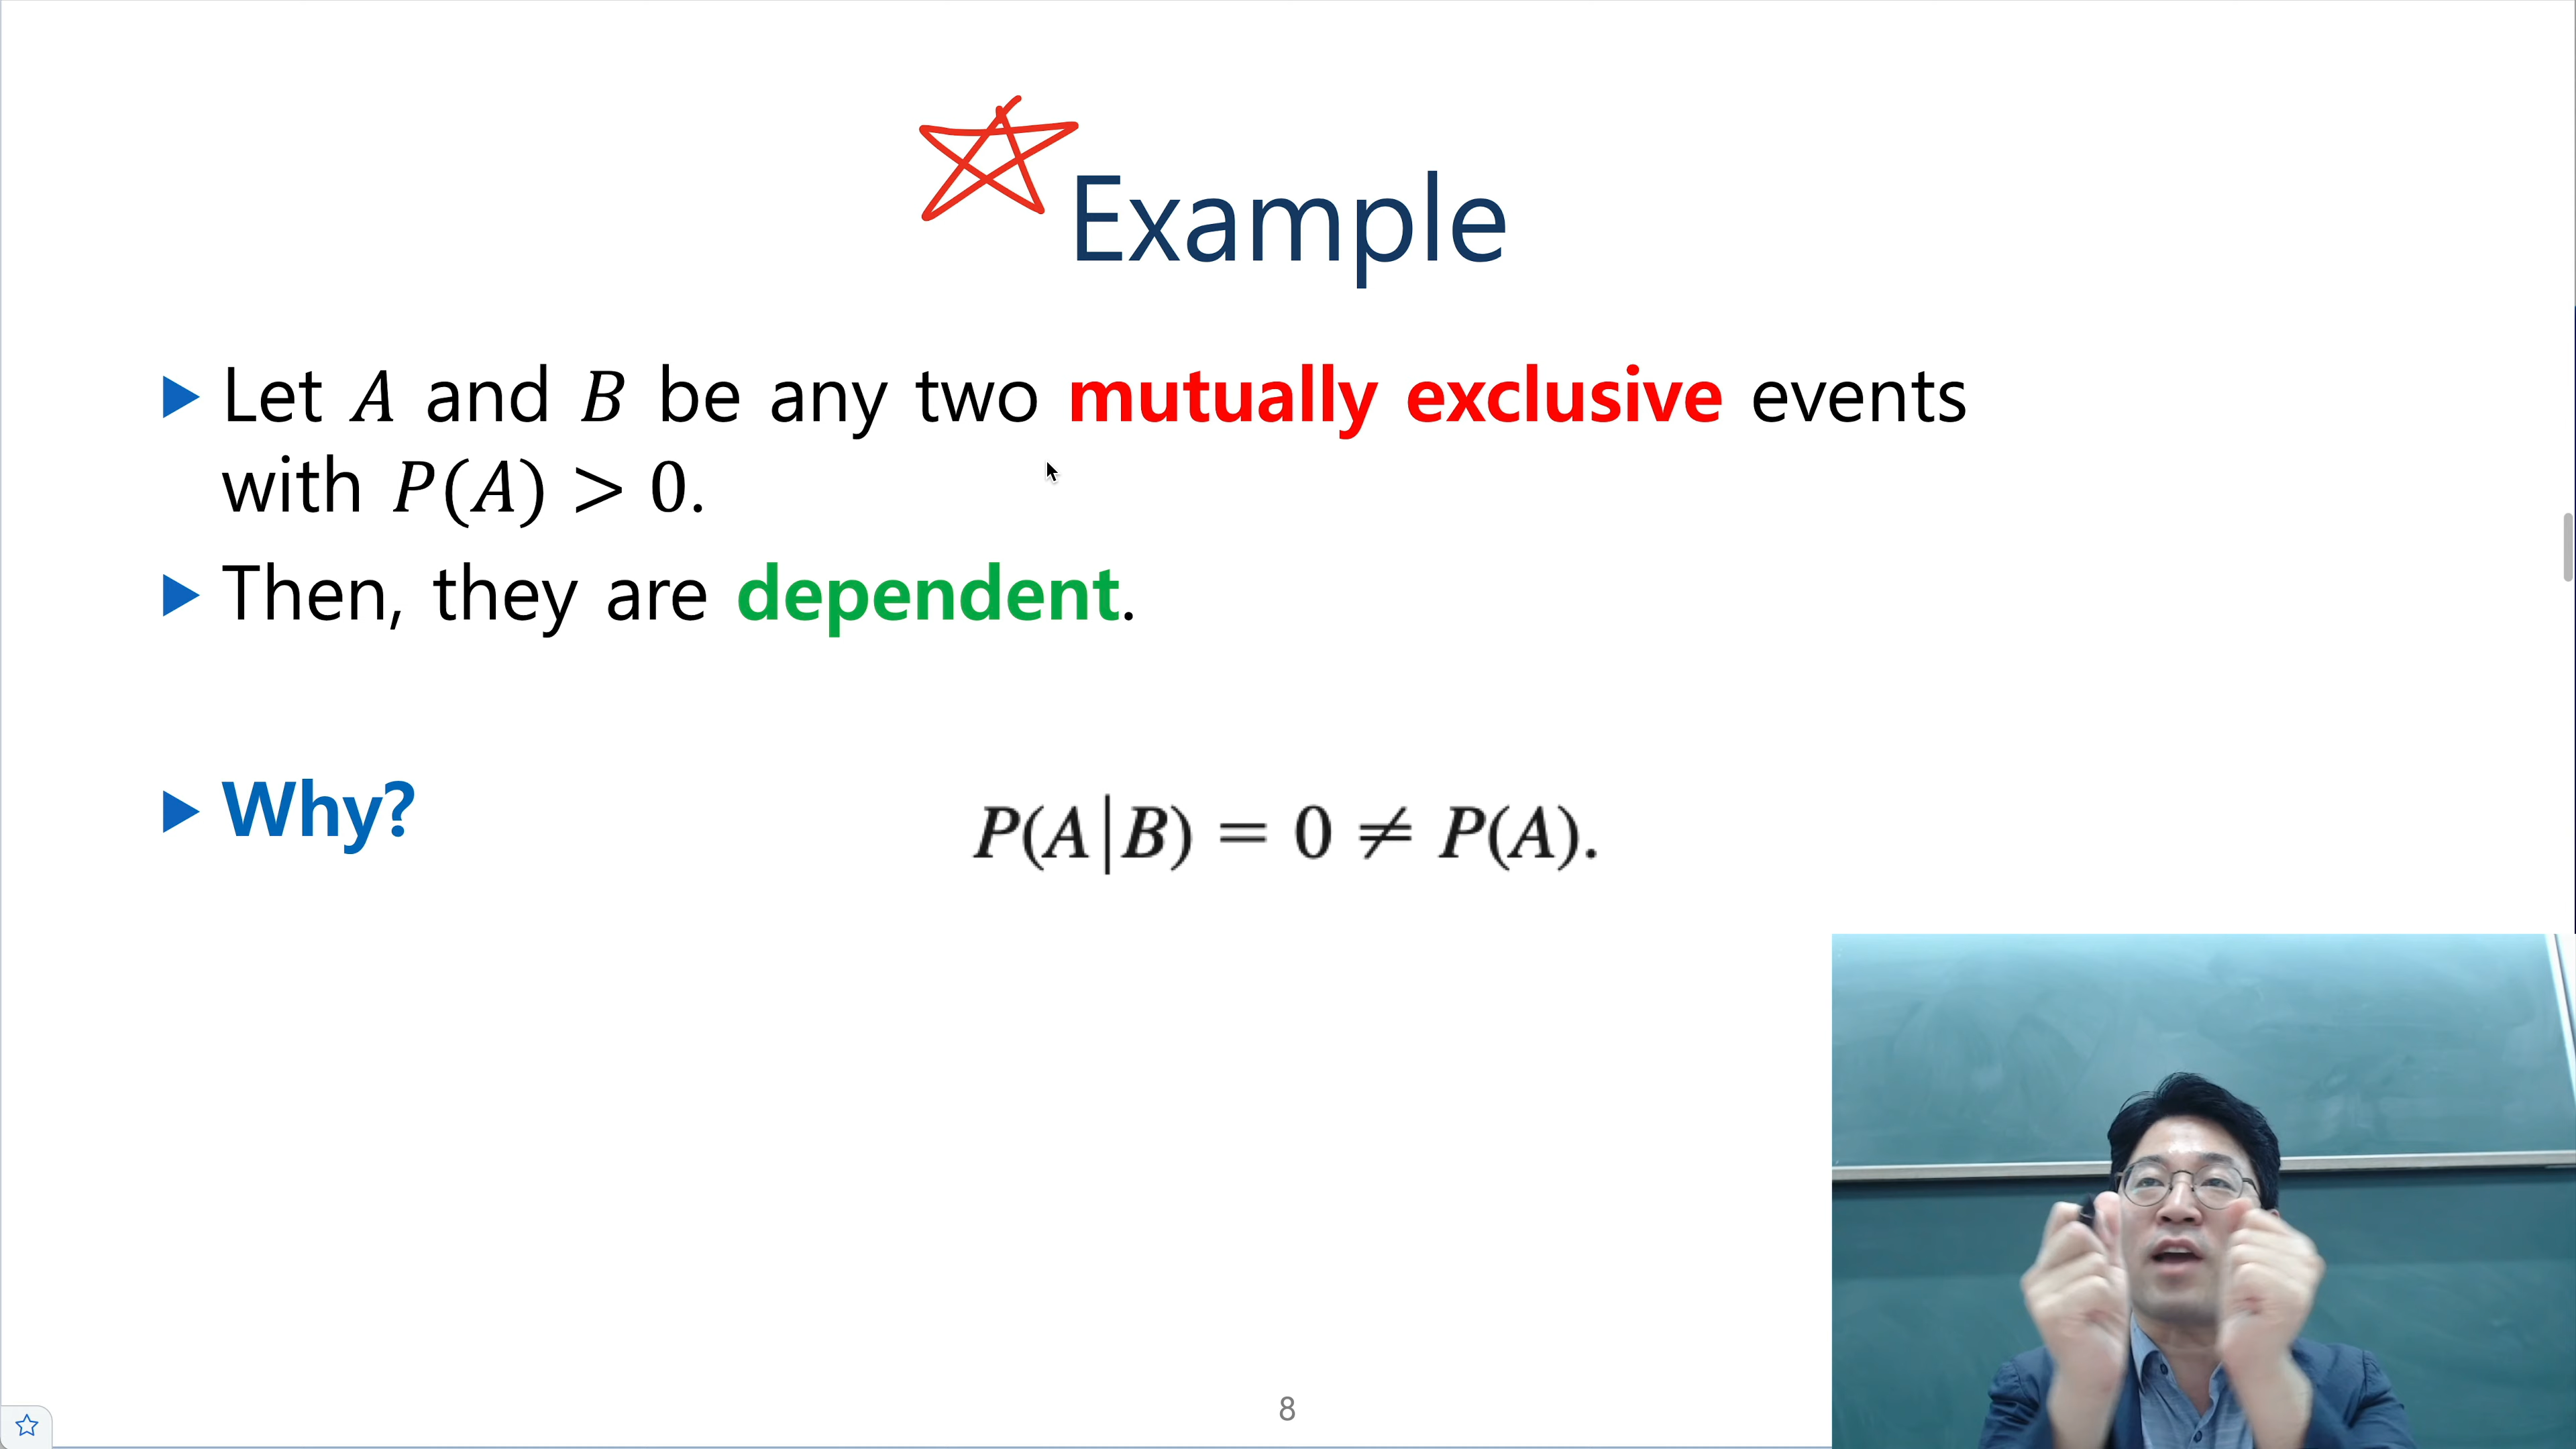 Example
Let A and B be any two mutually exclusive events
with P(A) > 0.
Then, they are dependent.
Why?
P(A|B) = 0 ≠ P(A).
8